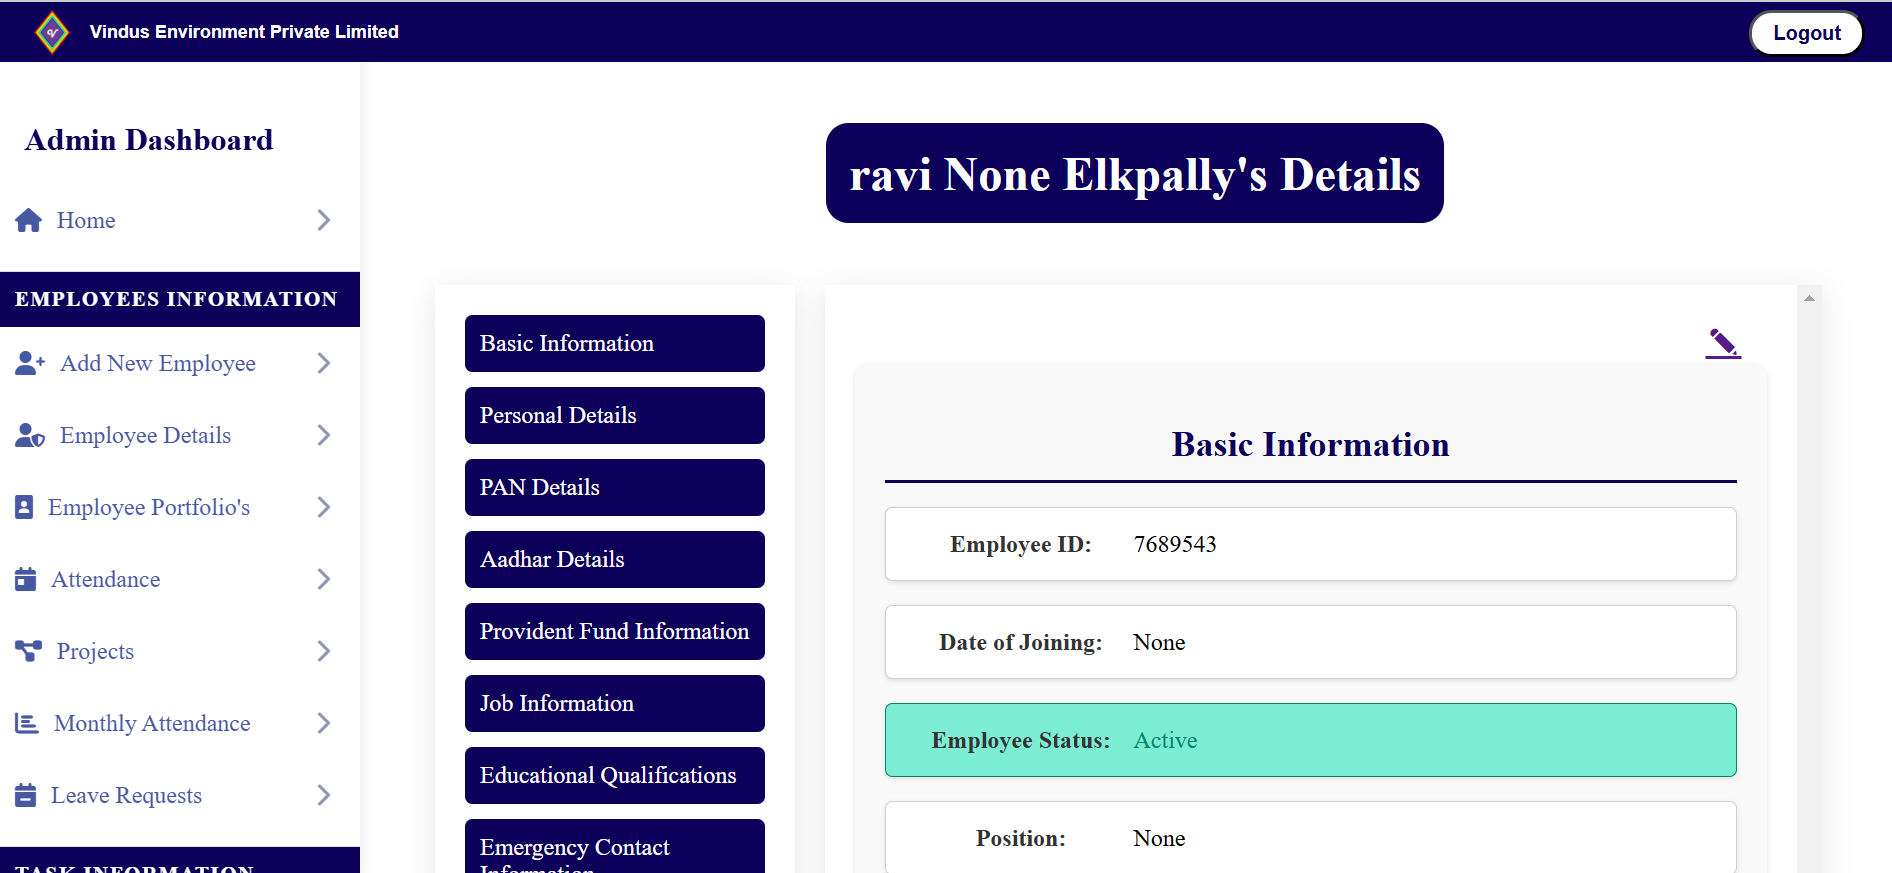 Vindus Environment Private Limited
Logout
Admin Dashboard
Home
EMPLOYEES INFORMATION
Add New Employee
Employee Details
Employee Portfolio's
Attendance
Projects
Monthly Attendance
Leave Requests
TASK INFORMATION
ravi None Elkpally's Details
Basic Information
Personal Details
PAN Details
Aadhar Details
Provident Fund Information
Job Information
Educational Qualifications
Emergency Contact
Information
Basic Information
Employee ID: 7689543
Date of Joining: None
Employee Status: Active
Position: None